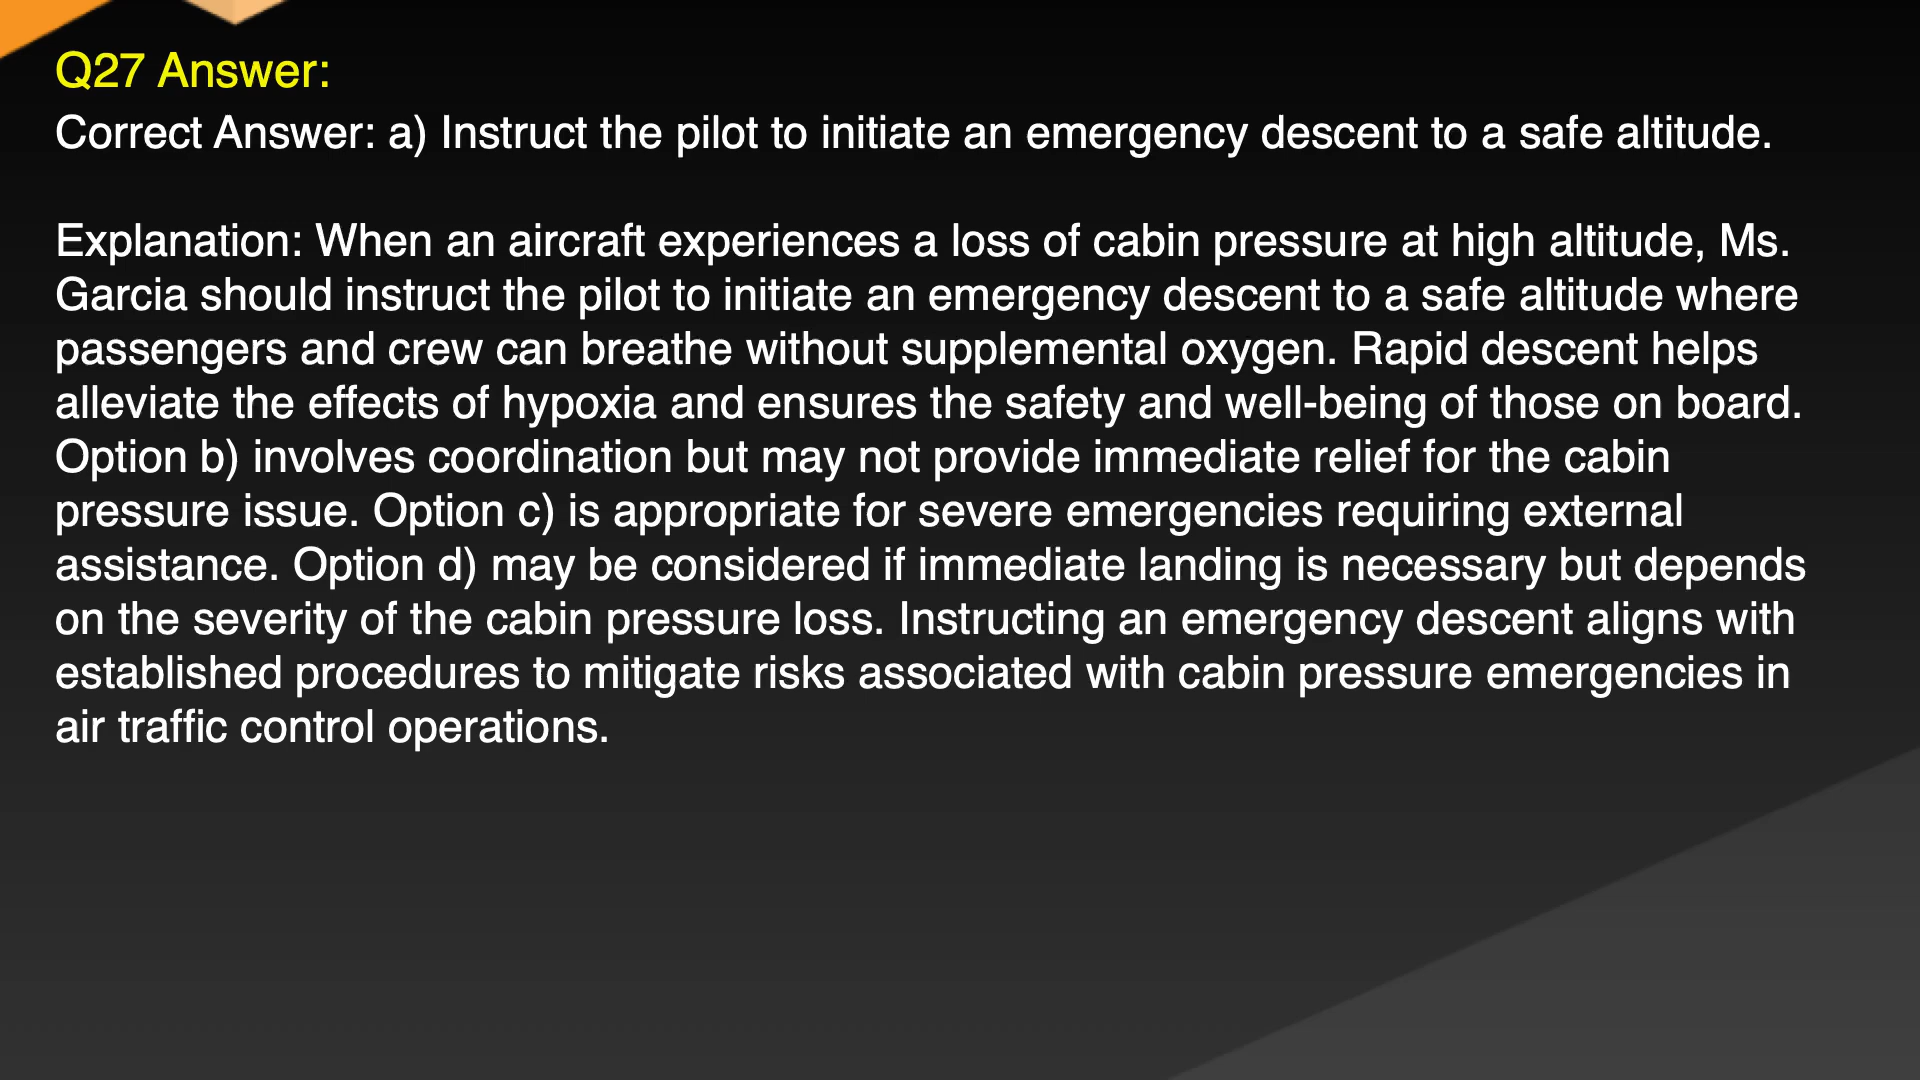 Q27 Answer:
Correct Answer: a) Instruct the pilot to initiate an emergency descent to a safe altitude.
Explanation: When an aircraft experiences a loss of cabin pressure at high altitude, Ms.
Garcia should instruct the pilot to initiate an emergency descent to a safe altitude where
passengers and crew can breathe without supplemental oxygen. Rapid descent helps
alleviate the effects of hypoxia and ensures the safety and well-being of those on board.
Option b) involves coordination but may not provide immediate relief for the cabin
pressure issue. Option c) is appropriate for severe emergencies requiring external
assistance. Option d) may be considered if immediate landing is necessary but depends
on the severity of the cabin pressure loss. Instructing an emergency descent aligns with
established procedures to mitigate risks associated with cabin pressure emergencies in
air traffic control operations.